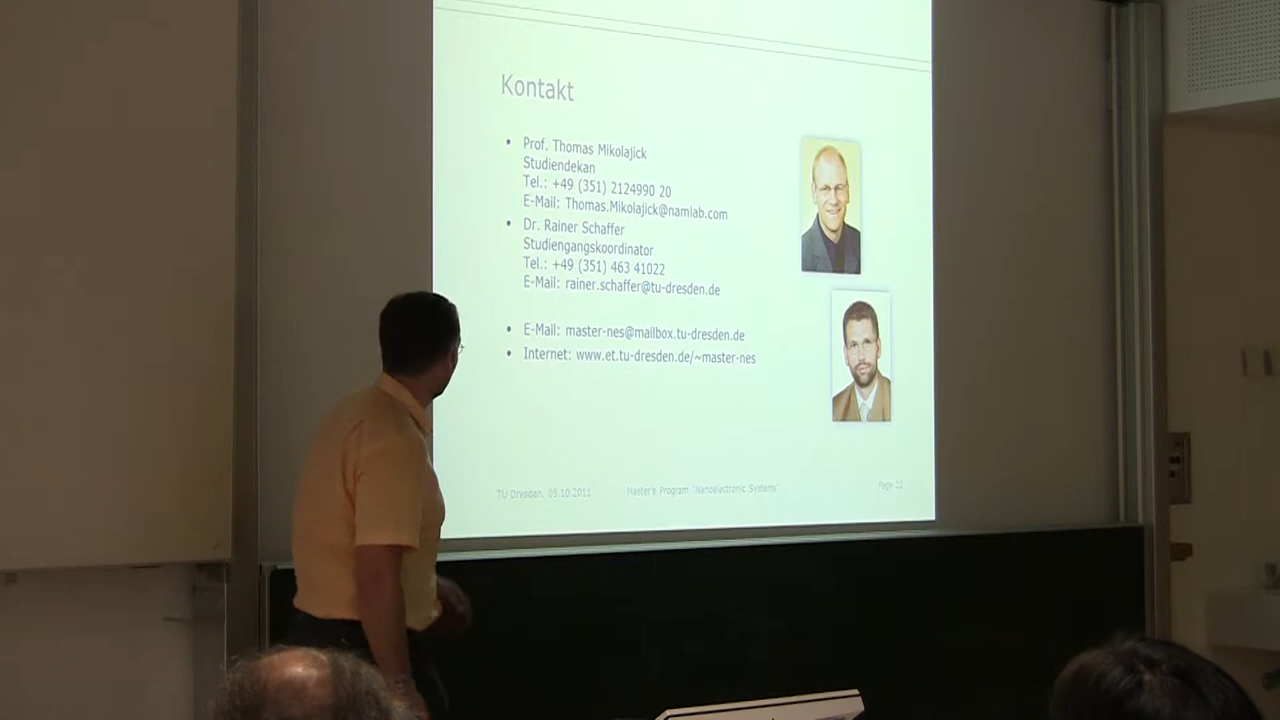 Kontakt
• Prof. Thomas Mikolajick
Studiendekan
Tel.: +49 (351) 2124990 20
E-Mail: Thomas.Mikolajick@namlab.com
• Dr. Rainer Schaffer
Studiengangskoordinator
Tel.: +49 (351) 463 41022
E-Mail: rainer.schaffer@tu-dresden.de
• E-Mail: master-nes@mailbox.tu-dresden.de
• Internet: www.et.tu-dresden.de/~master-nes
TU Dresden, 05.10.2011 Master's Program "Nanoelectronic Systems" Page 22